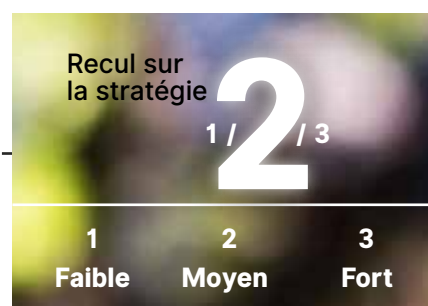 Recul sur
la stratégie
1 / 2 / 3
1 2 3
Faible Moyen Fort